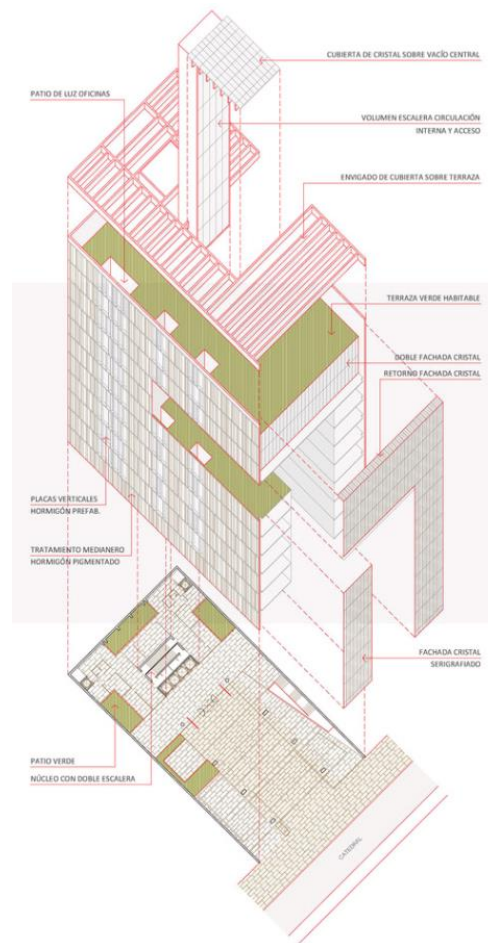 CUBIERTA DE CRISTAL SOBRE VACÍO CENTRAL
PATIO DE LUZ OFICINAS
VOLUMEN ESCALERA CIRCULACIÓN
INTERNA Y ACCESO
ENVIGADO DE CUBIERTA SOBRE TERRAZA
TERRAZA VERDE HABITABLE
DOBLE FACHADA CRISTAL
RETORNO FACHADA CRISTAL
PLACAS VERTICALES
HORMIGÓN PREFAB.
TRATAMIENTO MEDIANERO
HORMIGÓN PIGMENTADO
FACHADA CRISTAL
SERIGRAFIADO
PATIO VERDE
NÚCLEO CON DOBLE ESCALERA
CATEDRAL